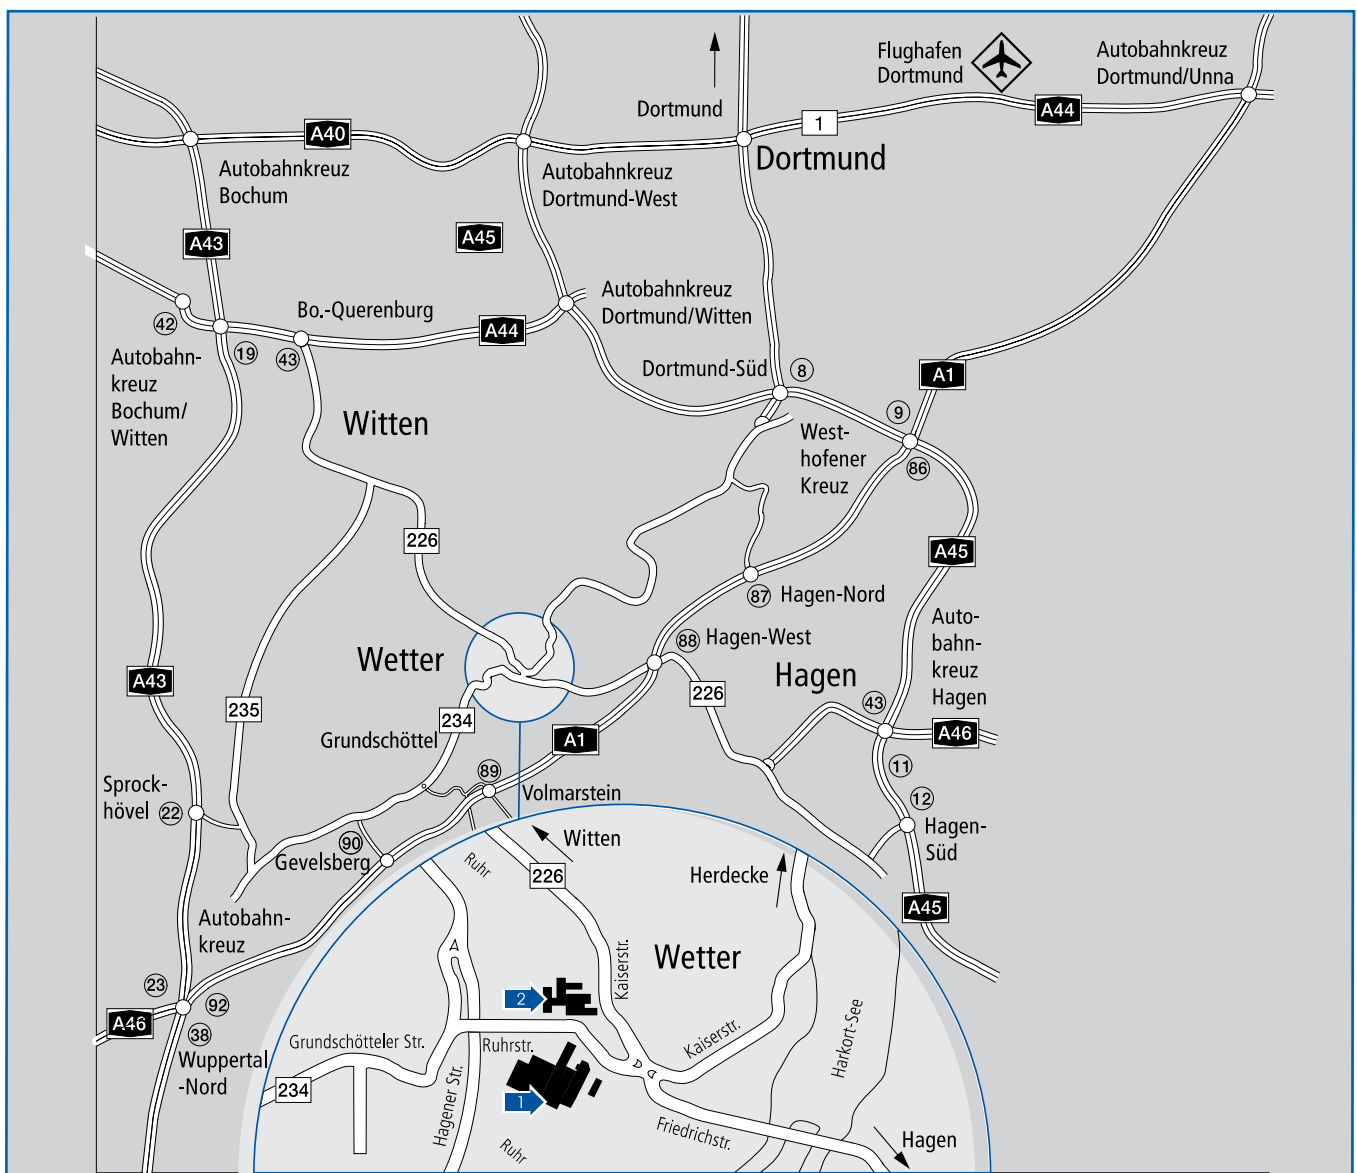 Flughafen
Dortmund
Autobahnkreuz
Dortmund/Unna
Dortmund
A44
1
A40
Dortmund
Autobahnkreuz
Bochum
Autobahnkreuz
Dortmund-West
A43
A45
Autobahnkreuz
Dortmund/Witten
Bo.-Querenburg
42
A44
19
43
Autobahn-
kreuz
Bochum/
Witten
Dortmund-Süd
8
A1
9
Witten
West-
hofener
Kreuz
86
226
A45
87
Hagen-Nord
Auto-
bahn-
kreuz
Hagen
88
Hagen-West
Wetter
Hagen
A43
226
235
234
43
Grundschöttel
A1
A46
11
89
Sprock-
hövel
22
Volmarstein
12
Hagen-
Süd
90
Gevelsberg
Witten
Ruhr
226
Herdecke
A45
Autobahn-
kreuz
Wetter
Kaiserstr.
23
92
2
A46
38
Wuppertal
-Nord
Grundschötteler Str.
Ruhrstr.
Kaiserstr.
Harkort-See
234
1
Hagener Str.
Friedrichstr.
Ruhr
Hagen